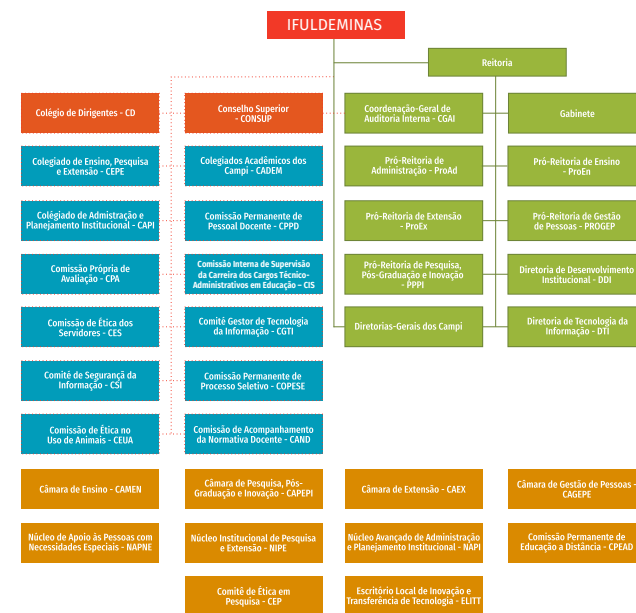 IFULDEMINAS
Reitoria
Colégio de Dirigentes - CD
Conselho Superior
- CONSUP
Coordenação-Geral de
Auditoria Interna - CGAI
Gabinete
Colegiado de Ensino, Pesquisa
e Extensão - CEPE
Colegiados Acadêmicos dos
Campi - CADEM
Pró-Reitoria de
Administração - ProAd
Pró-Reitoria de Ensino
- ProEn
Colégiado de Admistração e
Planejamento Institucional - CAPI
Comissão Permanente de
Pessoal Docente - CPPD
Pró-Reitoria de Extensão
- ProEx
Pró-Reitoria de Gestão
de Pessoas - PROGEP
Comissão Própria de
Avaliação - CPA
Comissão Interna de Supervisão
da Carreira dos Cargos Técnico-
Administrativos em Educação – CIS
Pró-Reitoria de Pesquisa,
Pós-Graduação e Inovação
- PPPI
Diretoria de Desenvolvimento
Institucional - DDI
Comissão de Ética dos
Servidores - CES
Comitê Gestor de Tecnologia
da Informação - CGTI
Diretorias-Gerais dos Campi
Diretoria de Tecnologia da
Informação - DTI
Comitê de Segurança da
Informação - CSI
Comissão Permanente de
Processo Seletivo - COPESE
Comissão de Ética no
Uso de Animais - CEUA
Comissão de Acompanhamento
da Normativa Docente - CAND
Câmara de Ensino - CAMEN
Câmara de Pesquisa, Pós-
Graduação e Inovação - CAPEPI
Câmara de Extensão - CAEX
Câmara de Gestão de Pessoas -
CAGEPE
Núcleo de Apoio às Pessoas com
Necessidades Especiais - NAPNE
Núcleo Institucional de Pesquisa
e Extensão - NIPE
Núcleo Avançado de Administração
e Planejamento Institucional - NAPI
Comissão Permanente de
Educação a Distância - CPEAD
Comitê de Ética em
Pesquisa - CEP
Escritório Local de Inovação e
Transferência de Tecnologia - ELITT